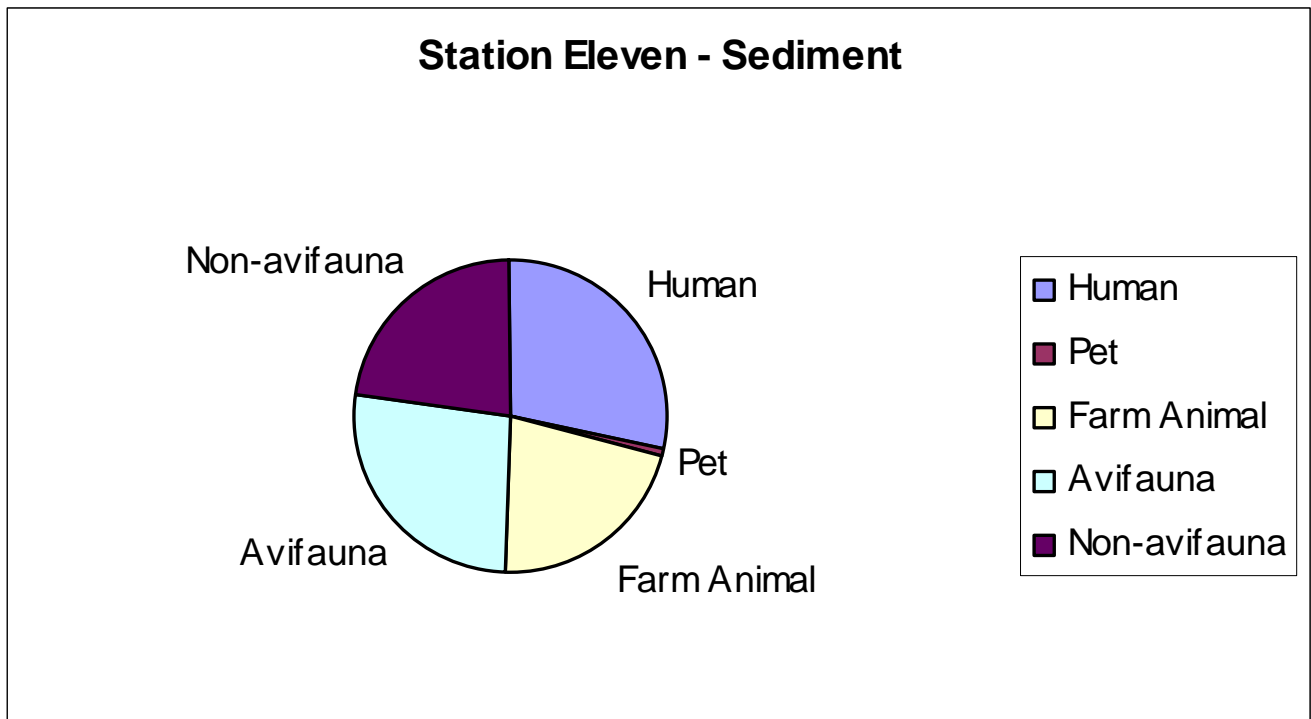 Station Eleven - Sediment
Non-avifauna
Human
Pet
Avifauna
Farm Animal
Human
Pet
Farm Animal
Avifauna
Non-avifauna